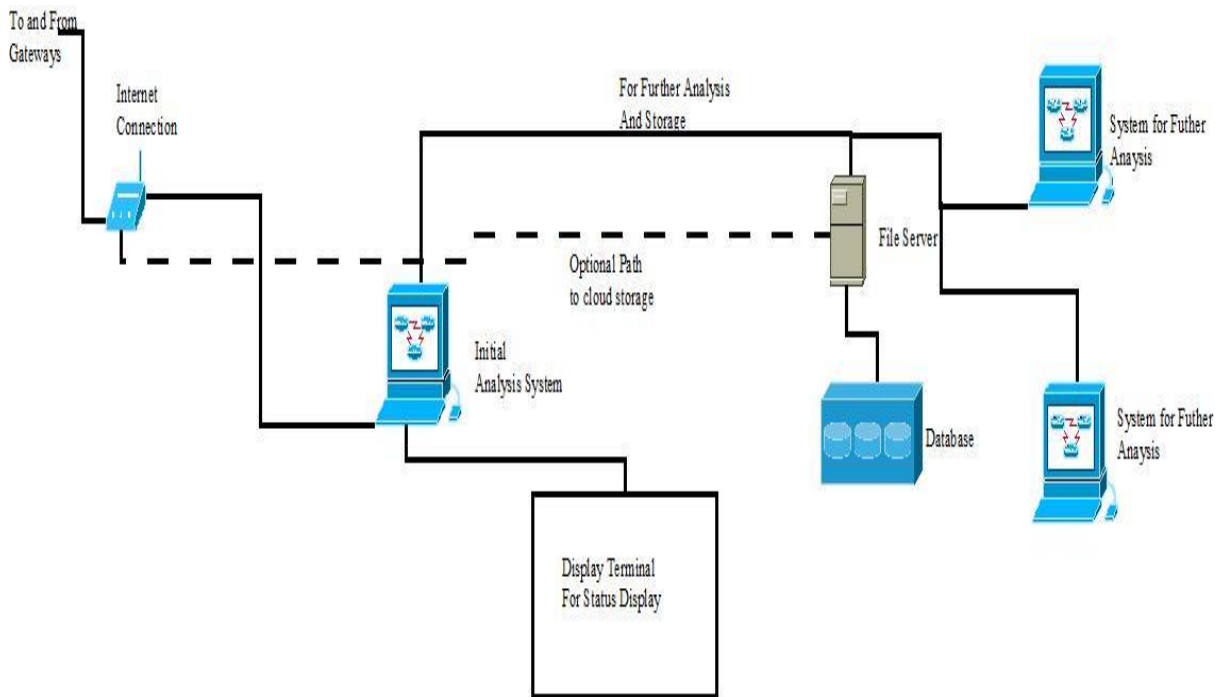 To and From
Gateways
Internet
Connection
For Further Analysis
And Storage
System for Futher
Anaysis
File Server
Optional Path
to cloud storage
Initial
Analysis System
Database
System for Futher
Anaysis
Display Terminal
For Status Display